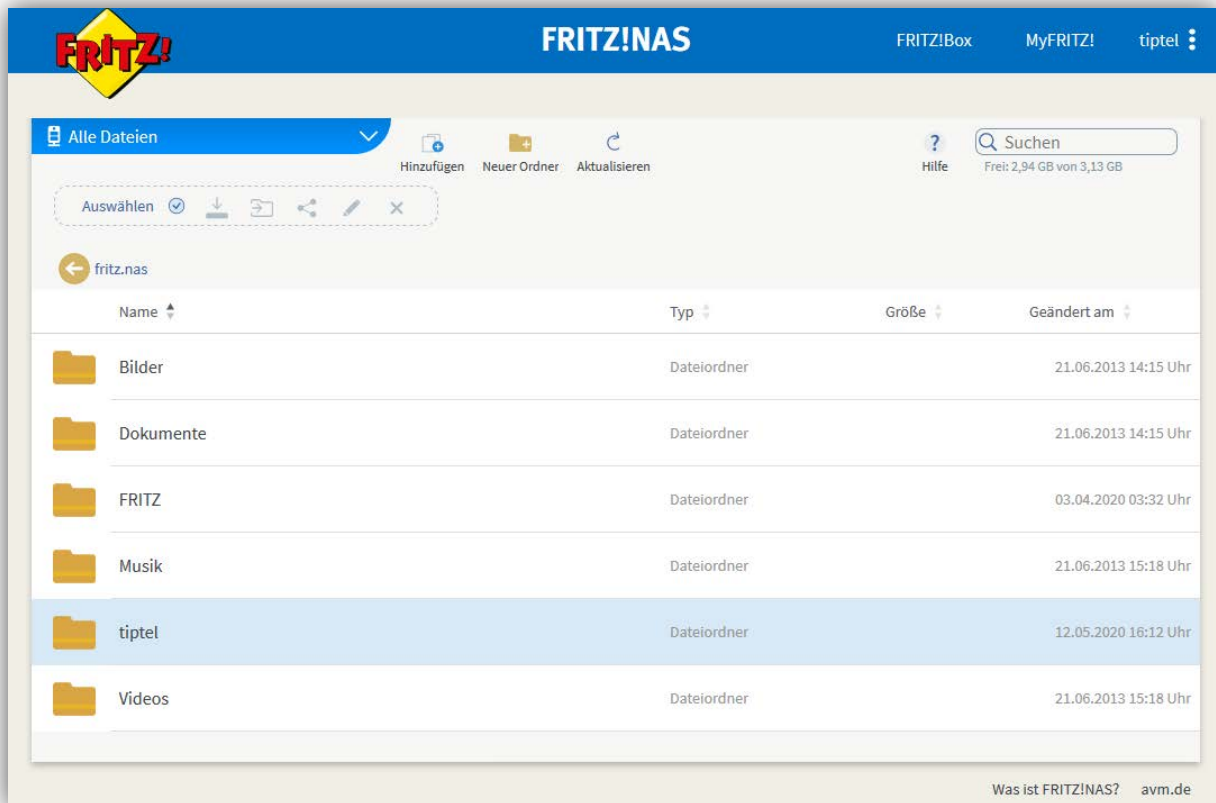 FRITZ!
FRITZ!NAS
FRITZ!Box MyFRITZ! tiptel
Alle Dateien
Hinzufügen Neuer Ordner Aktualisieren
? Hilfe
Suchen
Frei: 2,94 GB von 3,13 GB
Auswählen
fritz.nas
Name Typ Größe Geändert am
Bilder Dateiordner 21.06.2013 14:15 Uhr
Dokumente Dateiordner 21.06.2013 14:15 Uhr
FRITZ Dateiordner 03.04.2020 03:32 Uhr
Musik Dateiordner 21.06.2013 15:18 Uhr
tiptel Dateiordner 12.05.2020 16:12 Uhr
Videos Dateiordner 21.06.2013 15:18 Uhr
Was ist FRITZ!NAS? avm.de